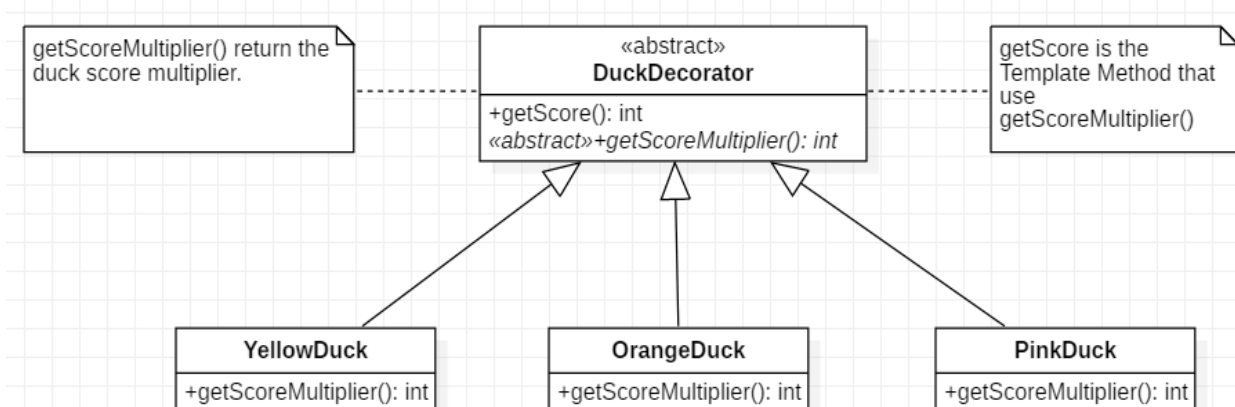 getScoreMultiplier() return the
duck score multiplier.
«abstract»
DuckDecorator
+getScore(): int
«abstract»+getScoreMultiplier(): int
getScore is the
Template Method that
use
getScoreMultiplier()
YellowDuck
+getScoreMultiplier(): int
OrangeDuck
+getScoreMultiplier(): int
PinkDuck
+getScoreMultiplier(): int